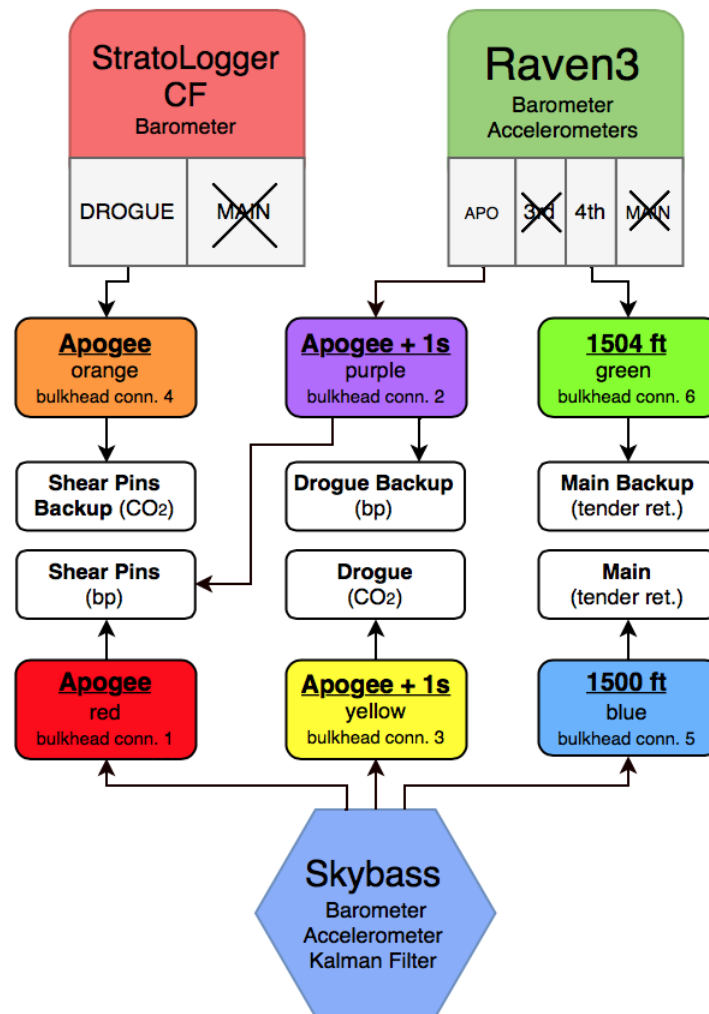 StratoLogger
CF
Barometer
Raven3
Barometer
Accelerometers
DROGUE
MAIN
APO
3rd
4th
MAIN
Apogee
orange
bulkhead conn. 4
Apogee + 1s
purple
bulkhead conn. 2
1504 ft
green
bulkhead conn. 6
Shear Pins
Backup (CO2)
Drogue Backup
(bp)
Main Backup
(tender ret.)
Shear Pins
(bp)
Drogue
(CO2)
Main
(tender ret.)
Apogee
red
bulkhead conn. 1
Apogee + 1s
yellow
bulkhead conn. 3
1500 ft
blue
bulkhead conn. 5
Skybass
Barometer
Accelerometer
Kalman Filter